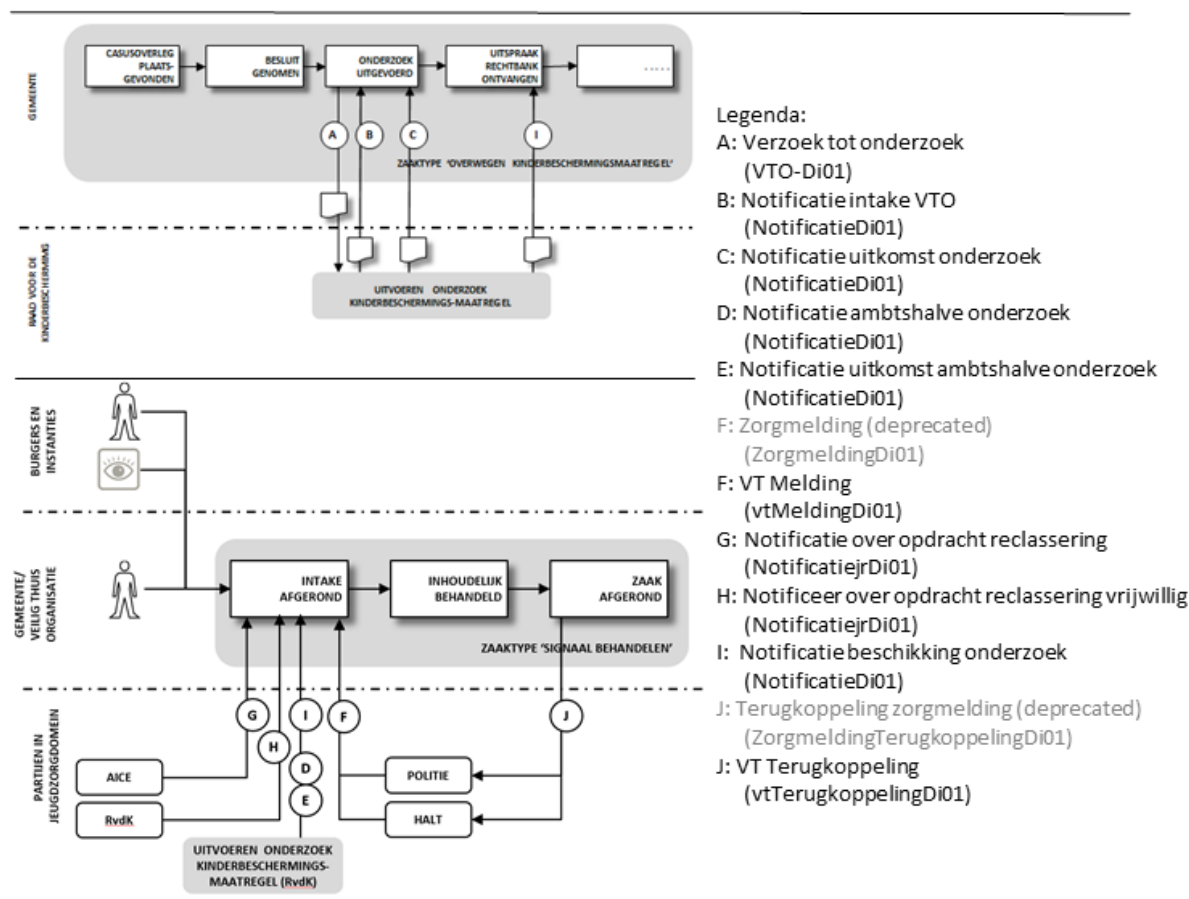 GEMEENTE
CASUSOVERLEG
PLAATS-
GEVONDEN
BESLUIT
GENOMEN
ONDERZOEK
UITGEVOERD
UITSPRAAK
RECHTBANK
ONTVANGEN
.....
A
B
C
I
ZAAKTYPE 'OVERWEGEN KINDERBESCHERMINGSMAATREGEL'
RAAD VOOR DE
KINDERBESCHERMING
UITVOEREN ONDERZOEK
KINDERBESCHERMINGS-MAATREGEL
BURGERS EN
INSTANTIES
GEMEENTE/
VEILIG THUIS
ORGANISATIE
INTAKE
AFGEROND
INHOUDELIJK
BEHANDELD
ZAAK
AFGEROND
ZAAKTYPE 'SIGNAAL BEHANDELEN'
PARTIJEN IN
JEUGDZORGDOMEIN
G
H
I
D
E
F
J
AICE
RvdK
POLITIE
HALT
UITVOEREN ONDERZOEK
KINDERBESCHERMINGS-
MAATREGEL (RvdK)
Legenda:
A: Verzoek tot onderzoek
(VTO-Di01)
B: Notificatie intake VTO
(NotificatieDi01)
C: Notificatie uitkomst onderzoek
(NotificatieDi01)
D: Notificatie ambtshalve onderzoek
(NotificatieDi01)
E: Notificatie uitkomst ambtshalve onderzoek
(NotificatieDi01)
F: Zorgmelding (deprecated)
(ZorgmeldingDi01)
F: VT Melding
(vtMeldingDi01)
G: Notificatie over opdracht reclassering
(NotificatiejrDi01)
H: Notificeer over opdracht reclassering vrijwillig
(NotificatiejrDi01)
I: Notificatie beschikking onderzoek
(NotificatieDi01)
J: Terugkoppeling zorgmelding (deprecated)
(ZorgmeldingTerugkoppelingDi01)
J: VT Terugkoppeling
(vtTerugkoppelingDi01)